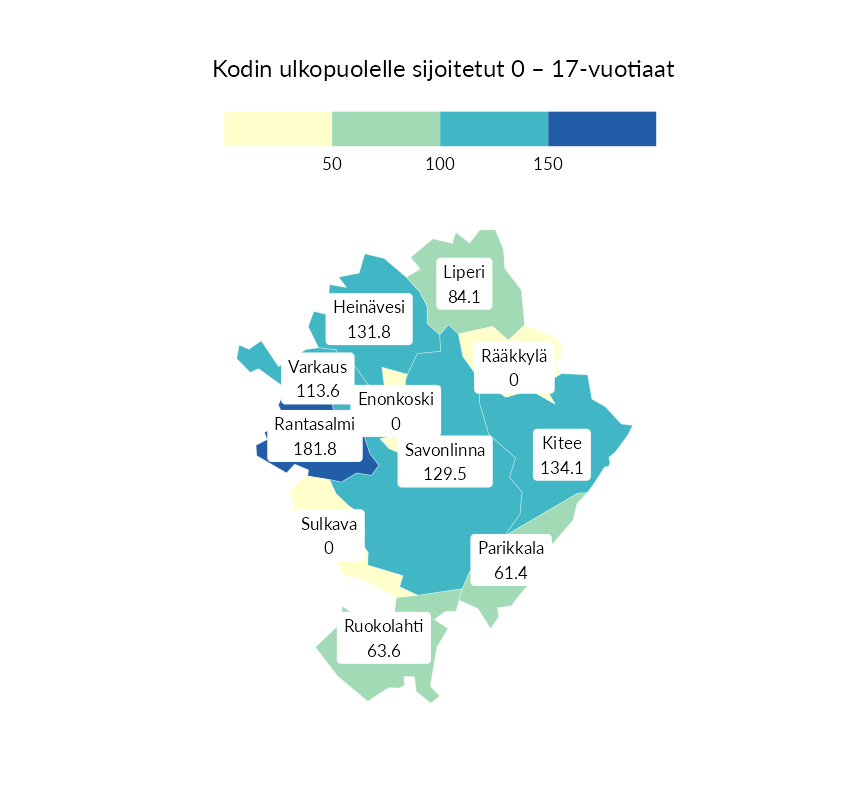 Kodin ulkopuolelle sijoitetut 0 – 17-vuotiaat
50 100 150
Liperi
84.1
Heinävesi
131.8
Rääkkylä
0
Varkaus
113.6
Enonkoski
0
Rantasalmi
181.8
Savonlinna
129.5
Kitee
134.1
Sulkava
0
Parikkala
61.4
Ruokolahti
63.6